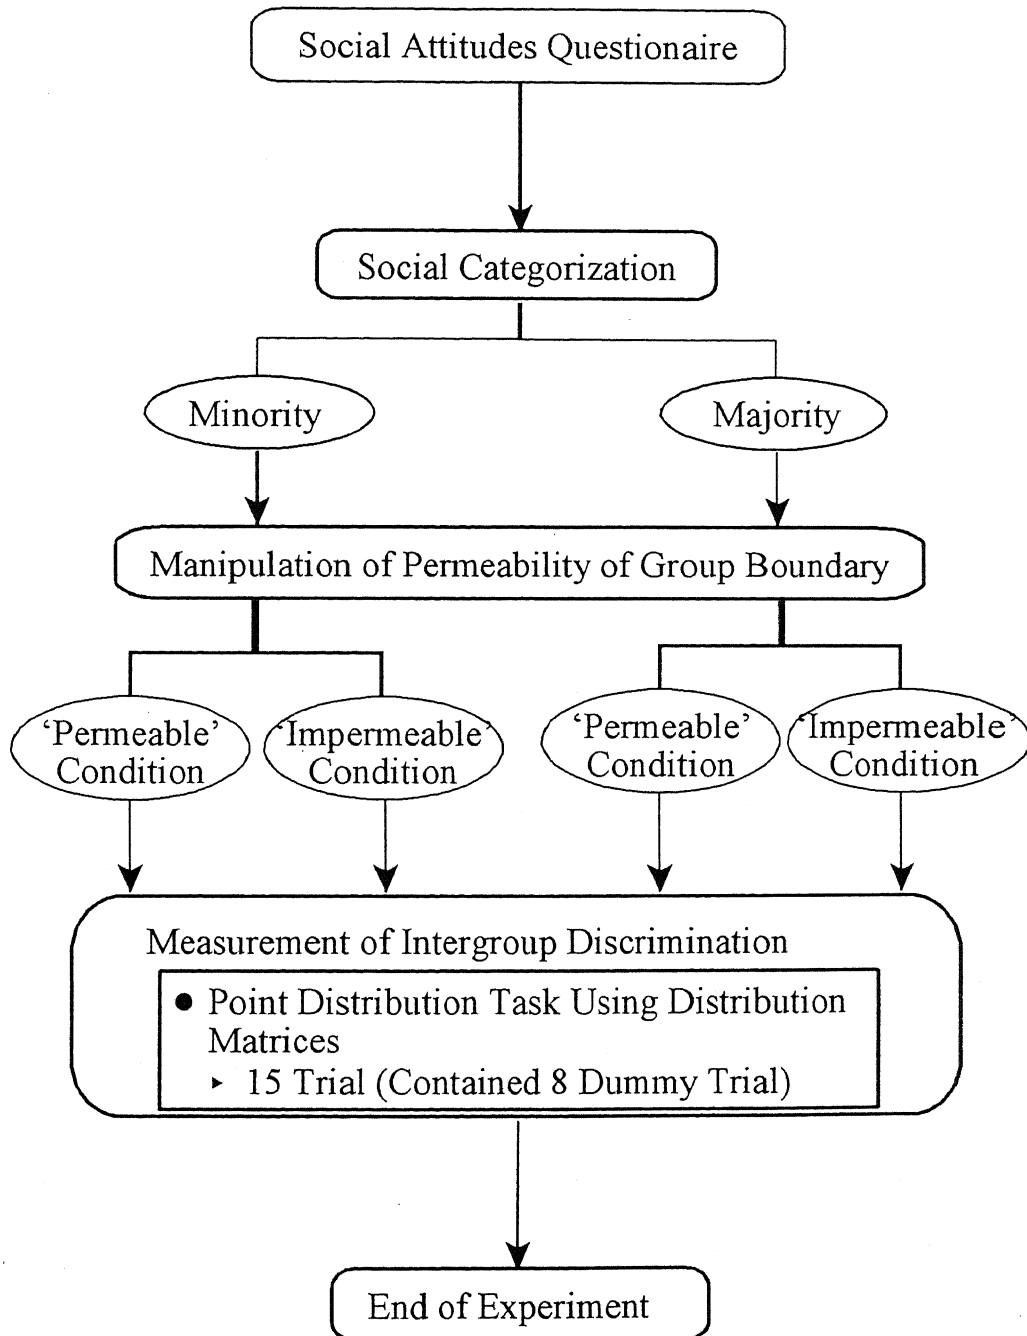 Social Attitudes Questionaire
Social Categorization
Minority
Majority
Manipulation of Permeability of Group Boundary
‘Permeable’
Condition
‘Impermeable’
Condition
‘Permeable’
Condition
‘Impermeable’
Condition
Measurement of Intergroup Discrimination
● Point Distribution Task Using Distribution
Matrices
▸ 15 Trial (Contained 8 Dummy Trial)
End of Experiment